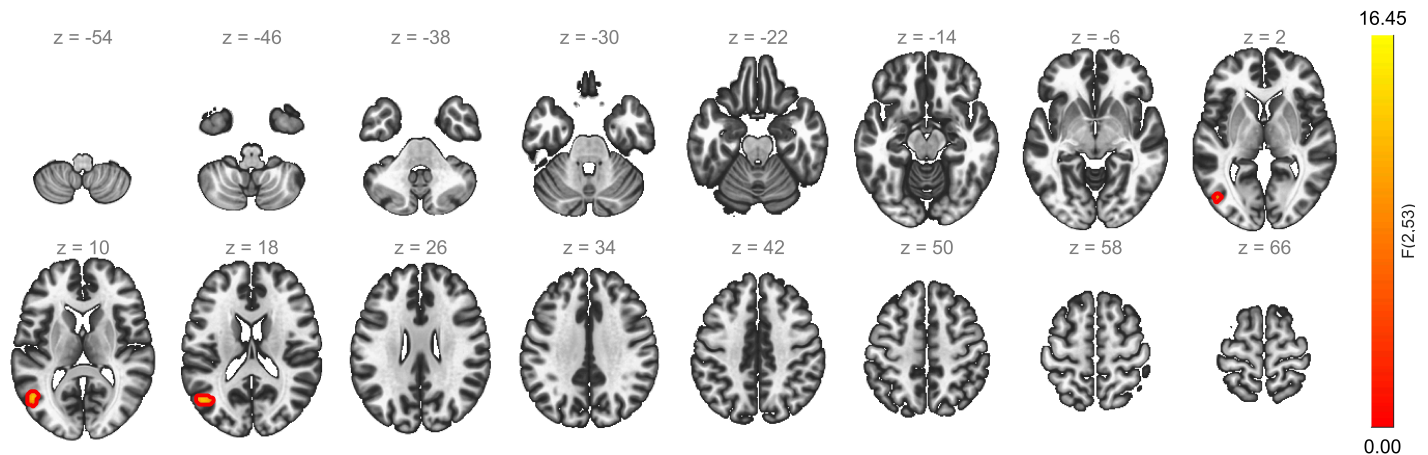 16.45
z = -54
z = -46
z = -38
z = -30
z = -22
z = -14
z = -6
z = 2
F(2,53)
z = 10
z = 18
z = 26
z = 34
z = 42
z = 50
z = 58
z = 66
0.00